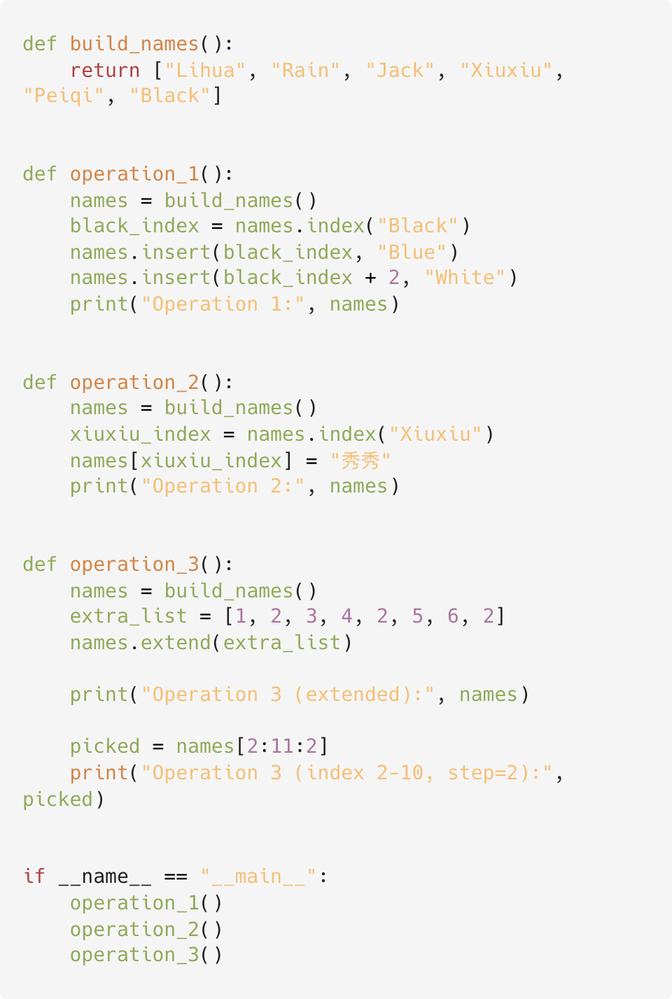 def build_names():
    return ["Lihua", "Rain", "Jack", "Xiuxiu",
"Peiqi", "Black"]
def operation_1():
    names = build_names()
    black_index = names.index("Black")
    names.insert(black_index, "Blue")
    names.insert(black_index + 2, "White")
    print("Operation 1:", names)
def operation_2():
    names = build_names()
    xiuxiu_index = names.index("Xiuxiu")
    names[xiuxiu_index] = "秀秀"
    print("Operation 2:", names)
def operation_3():
    names = build_names()
    extra_list = [1, 2, 3, 4, 2, 5, 6, 2]
    names.extend(extra_list)
    print("Operation 3 (extended):", names)
    picked = names[2:11:2]
    print("Operation 3 (index 2-10, step=2):",
picked)
if __name__ == "__main__":
    operation_1()
    operation_2()
    operation_3()